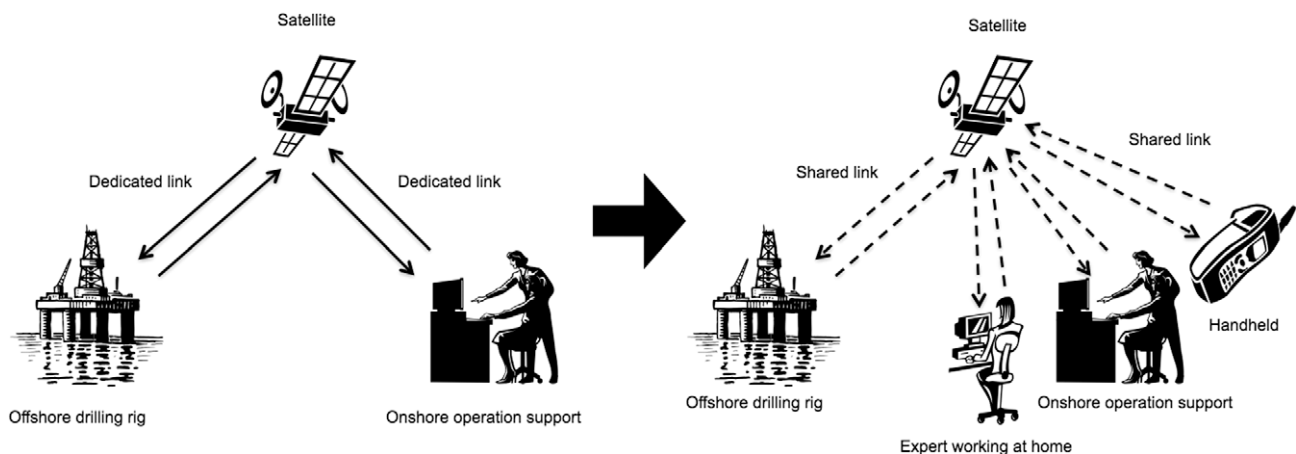 Satellite
Dedicated link
Dedicated link
Offshore drilling rig
Onshore operation support
Satellite
Shared link
Shared link
Handheld
Offshore drilling rig
Onshore operation support
Expert working at home